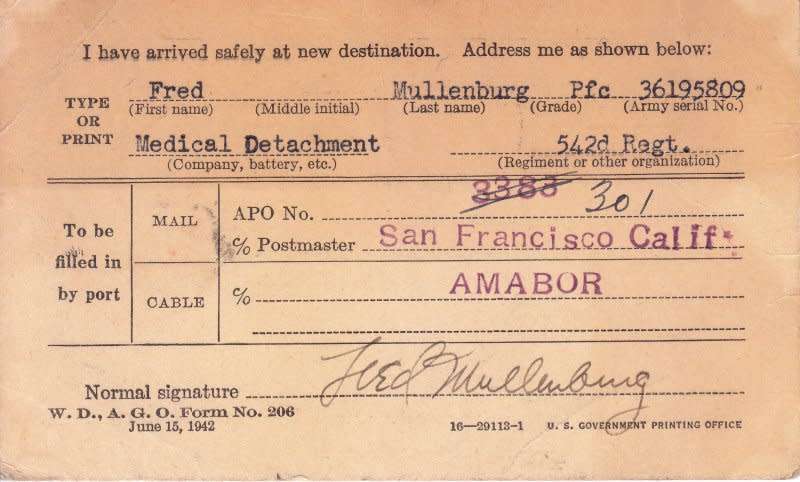 I have arrived safely at new destination. Address me as shown below:
Fred Mullenburg Pfc 36195809
TYPE OR PRINT
(First name) (Middle initial) (Last name) (Grade) (Army serial No.)
Medical Detachment 542d Regt.
(Company, battery, etc.) (Regiment or other organization)
To be filled in by port
MAIL
APO No. 3383 301
℅ Postmaster San Francisco Calif.
CABLE
℅ AMABOR
Normal signature Fred Mullenburg
W. D., A. G. O. Form No. 206
June 15, 1942
16—29113-1 U. S. GOVERNMENT PRINTING OFFICE